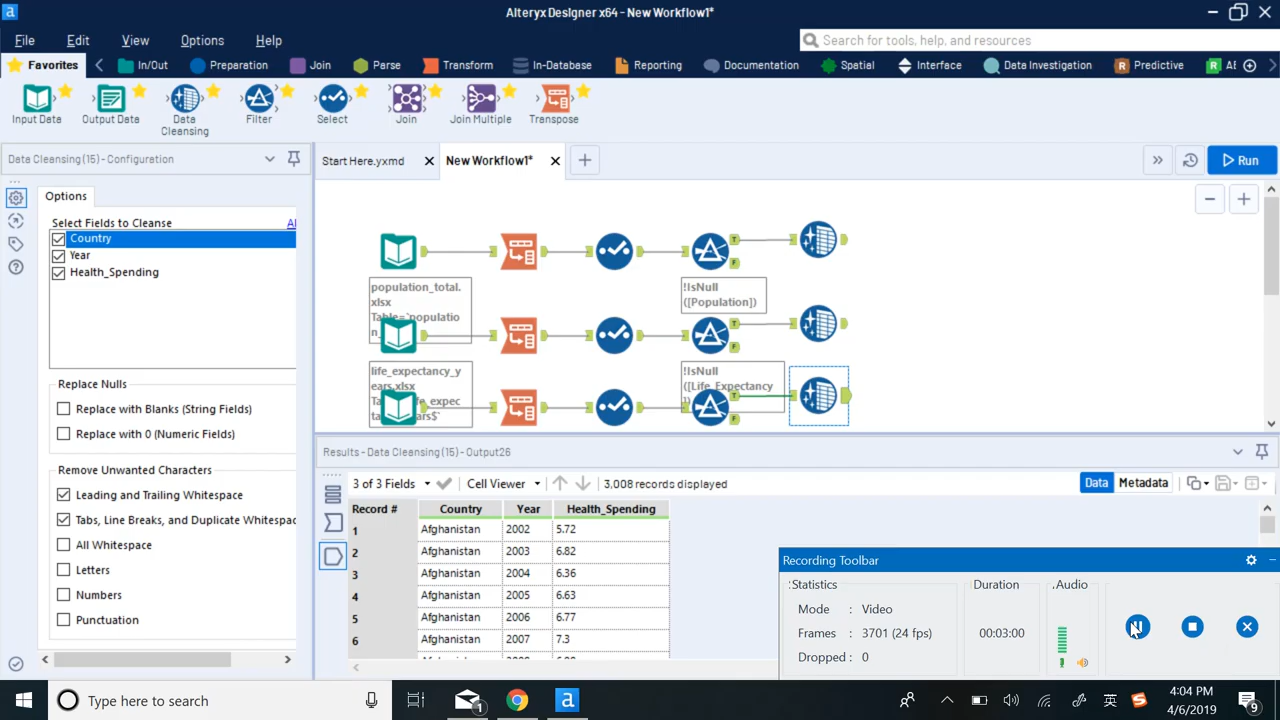 Alteryx Designer x64 - New Workflow1*
File Edit View Options Help
Search for tools, help, and resources
Favorites In/Out Preparation Join Parse Transform In-Database Reporting Documentation Spatial Interface Data Investigation Predictive AB
Input Data Output Data Data Cleansing Filter Select Join Join Multiple Transpose
Data Cleansing (15) - Configuration
Start Here.yxmd New Workflow1* Run
Options
Select Fields to Cleanse
Country
Year
Health_Spending
Replace Nulls
Replace with Blanks (String Fields)
Replace with 0 (Numeric Fields)
Remove Unwanted Characters
Leading and Trailing Whitespace
Tabs, Line Breaks, and Duplicate Whitespac
All Whitespace
Letters
Numbers
Punctuation
T
F
population_total.
xlsx
Table=`populatio
n
!IsNull
([Population])
T
F
life_expectancy_y
ears.xlsx
!IsNull
([Life_Expectancy
T
F
Results - Data Cleansing (15) - Output26
3 of 3 Fields Cell Viewer 3,008 records displayed Data Metadata
Record # Country Year Health_Spending
1 Afghanistan 2002 5.72
2 Afghanistan 2003 6.82
3 Afghanistan 2004 6.36
4 Afghanistan 2005 6.63
5 Afghanistan 2006 6.77
6 Afghanistan 2007 7.3
Recording Toolbar
Statistics
Mode : Video
Frames : 3701 (24 fps)
Dropped : 0
Duration
00:03:00
Audio
Type here to search
1
英
4:04 PM
4/6/2019
9